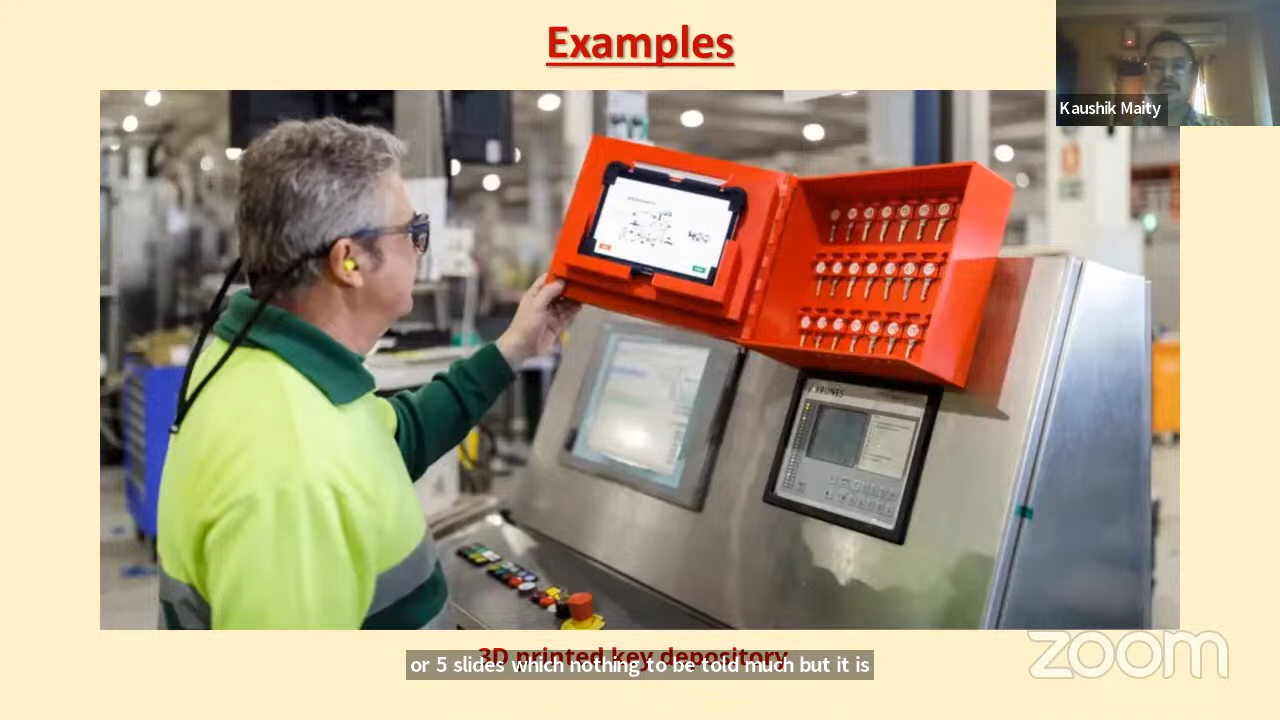 Examples
Kaushik Maity
KRONES
3D printed key depository
or 5 slides which nothing to be told much but it is
zoom